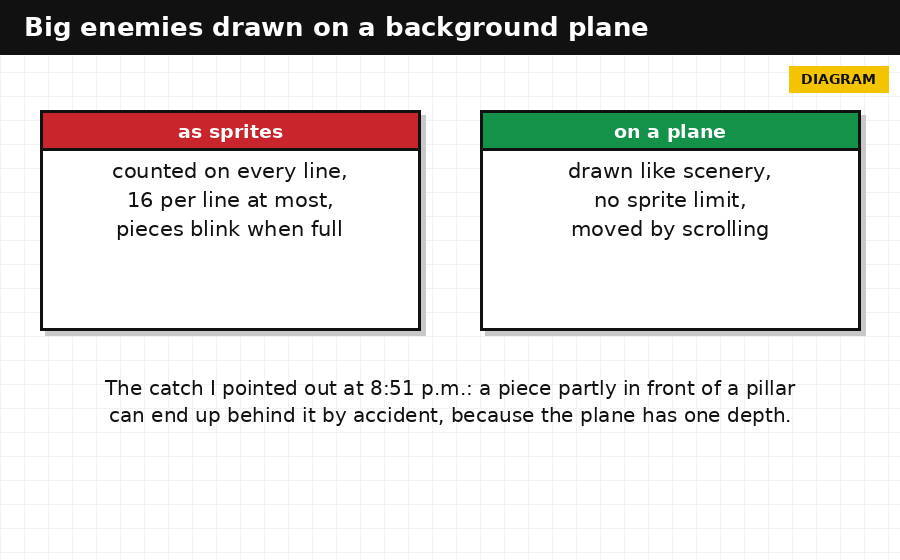 Big enemies drawn on a background plane
DIAGRAM
as sprites
counted on every line,
16 per line at most,
pieces blink when full
on a plane
drawn like scenery,
no sprite limit,
moved by scrolling
The catch I pointed out at 8:51 p.m.: a piece partly in front of a pillar
can end up behind it by accident, because the plane has one depth.